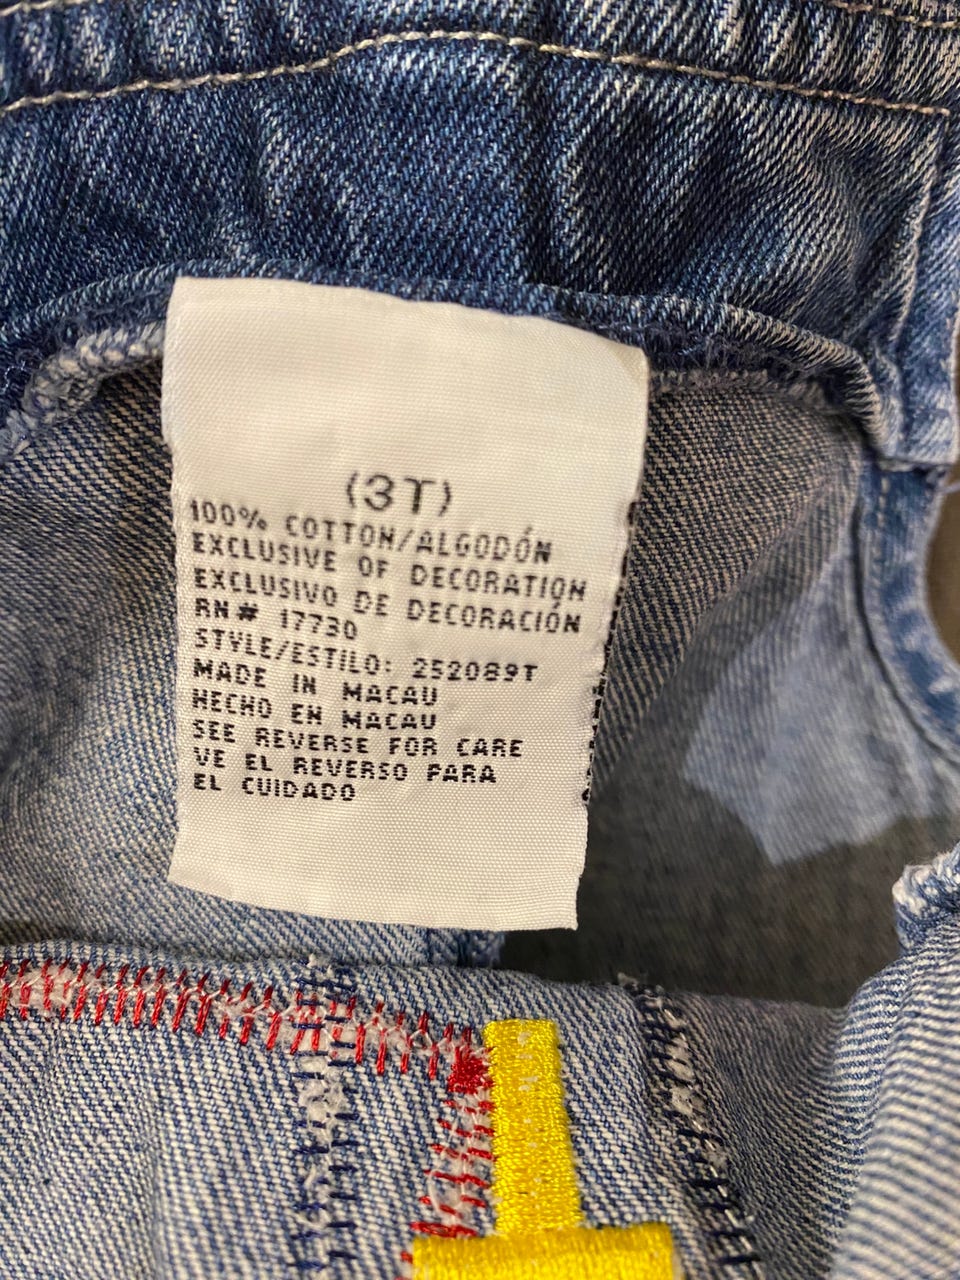 (3T)
100% COTTON/ALGODÓN
EXCLUSIVE OF DECORATION
EXCLUSIVO DE DECORACIÓN
RN# 17730
STYLE/ESTILO: 252089T
MADE IN MACAU
HECHO EN MACAU
SEE REVERSE FOR CARE
VE EL REVERSO PARA
EL CUIDADO